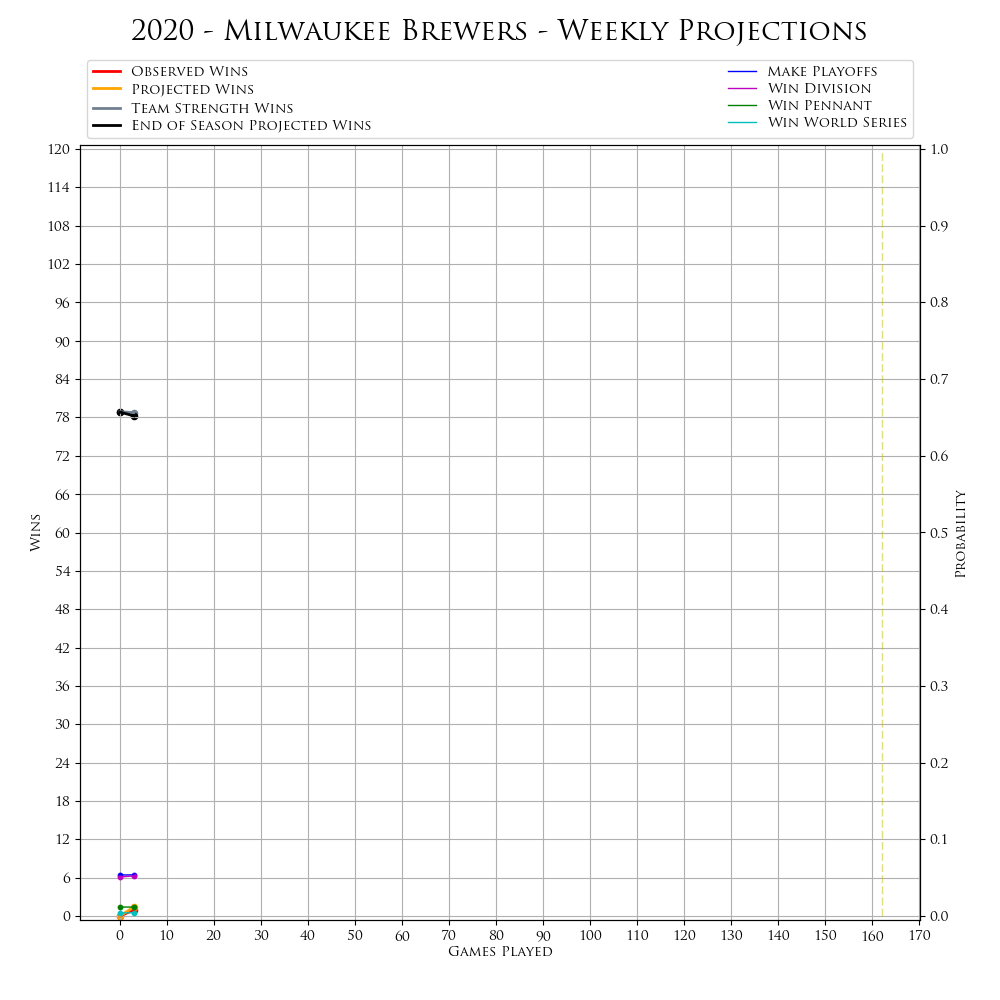 2020 - Milwaukee Brewers - Weekly Projections
Observed Wins
Projected Wins
Team Strength Wins
End of Season Projected Wins
Make Playoffs
Win Division
Win Pennant
Win World Series
120
114
108
102
96
90
84
78
72
66
60
54
48
42
36
30
24
18
12
6
0
Wins
1.0
0.9
0.8
0.7
0.6
0.5
0.4
0.3
0.2
0.1
0.0
Probability
0 10 20 30 40 50 60 70 80 90 100 110 120 130 140 150 160 170
Games Played